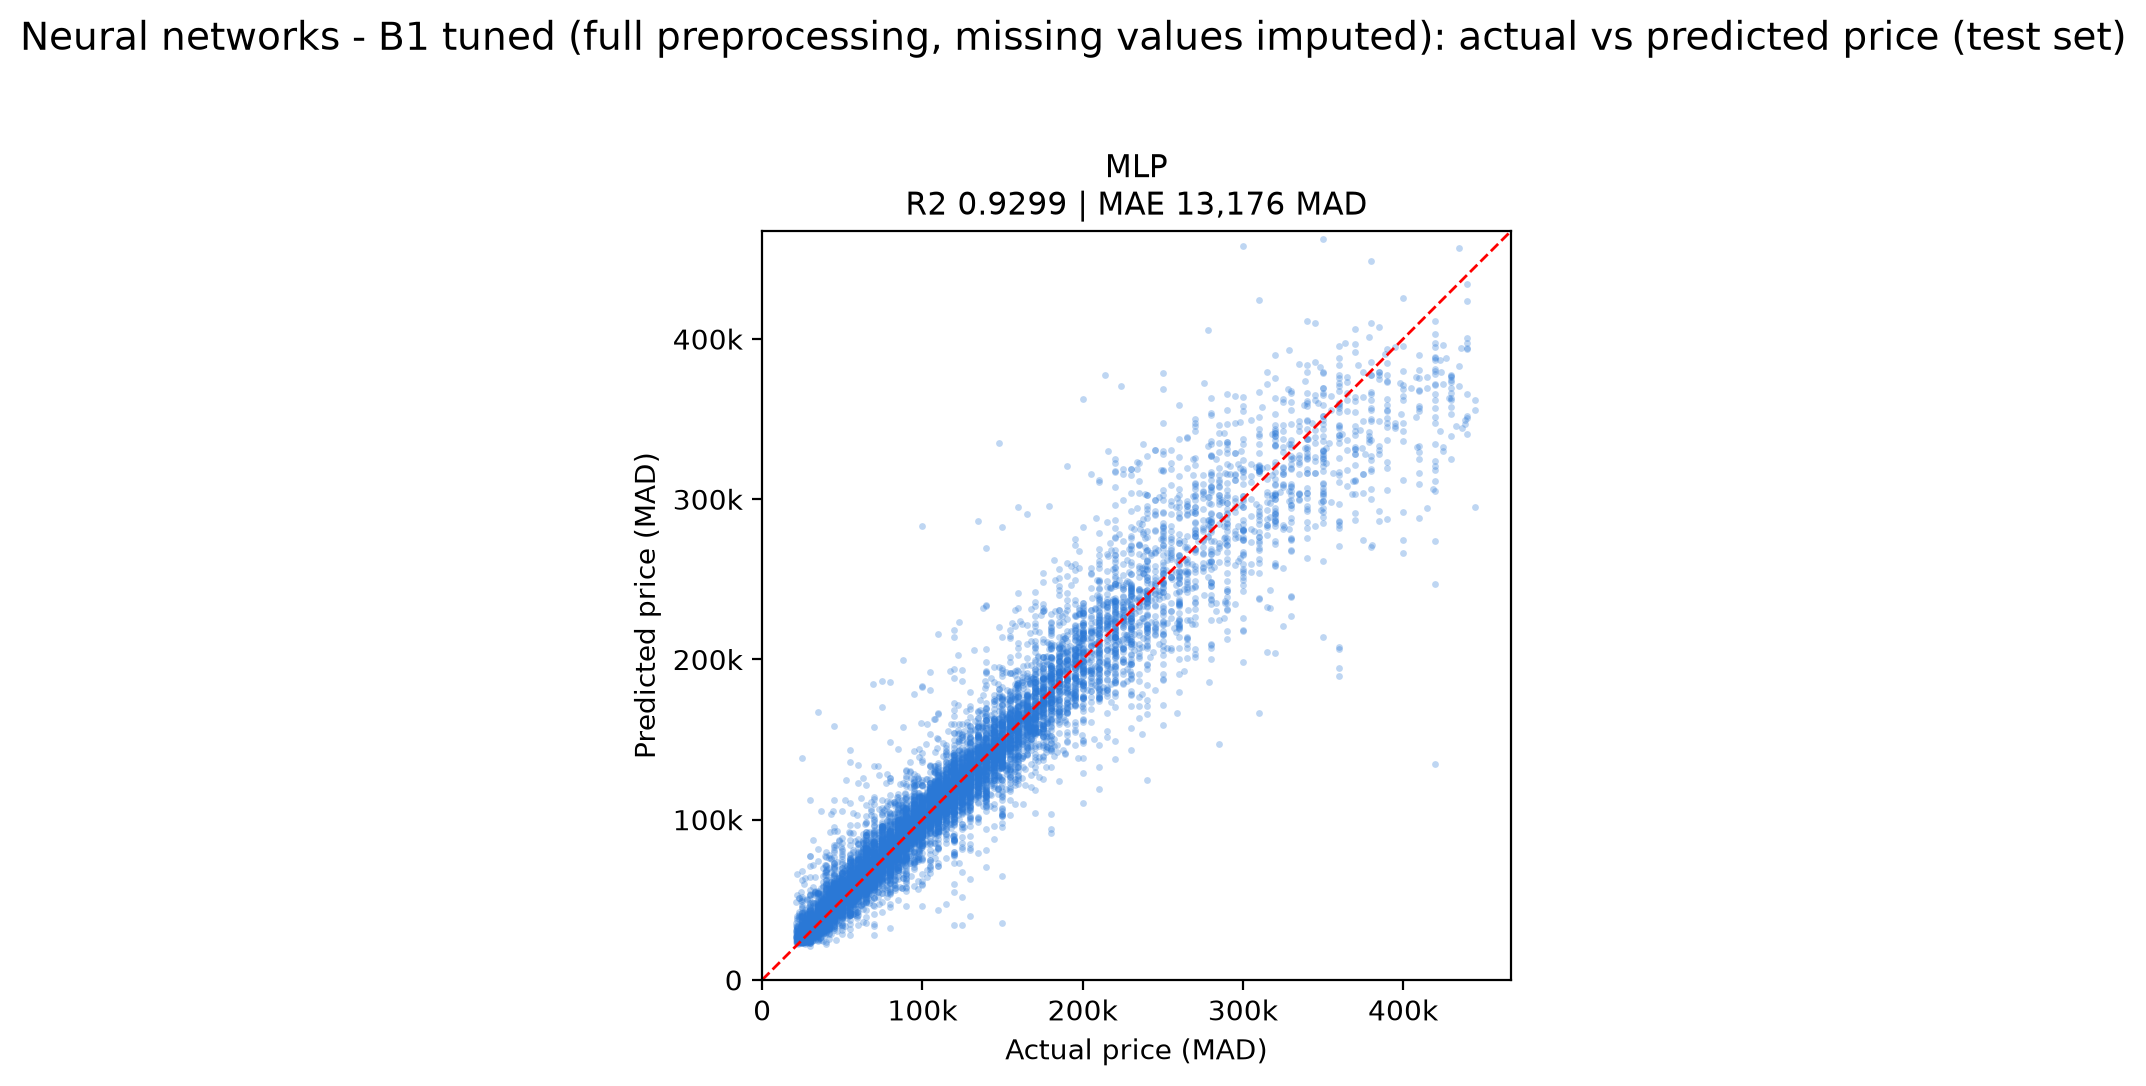 Neural networks - B1 tuned (full preprocessing, missing values imputed): actual vs predicted price (test set)
MLP
R2 0.9299 | MAE 13,176 MAD
Predicted price (MAD)
400k
300k
200k
100k
0
0 100k 200k 300k 400k
Actual price (MAD)